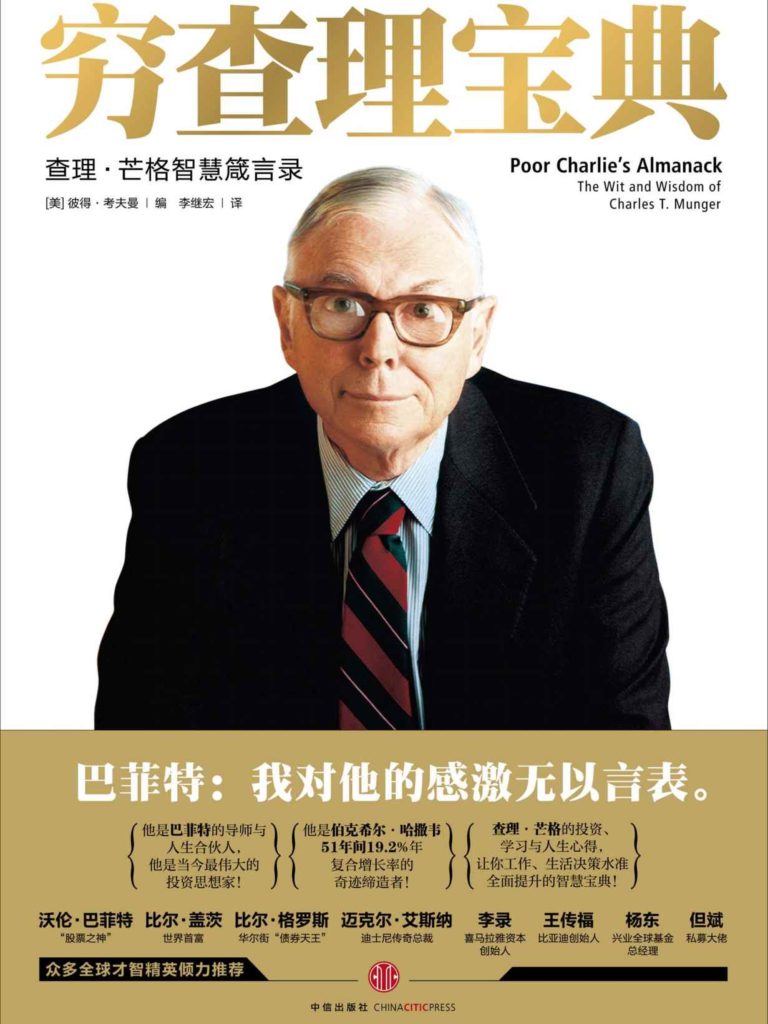 穷查理宝典
查理·芒格智慧箴言录
[美] 彼得·考夫曼 | 编 李继宏 | 译
Poor Charlie's Almanack
The Wit and Wisdom of
Charles T. Munger
巴菲特：我对他的感激无以言表。
他是巴菲特的导师与
人生合伙人，
他是当今最伟大的
投资思想家！
他是伯克希尔·哈撒韦
51年间19.2%年
复合增长率的
奇迹缔造者！
查理·芒格的投资、
学习与人生心得，
让你工作、生活决策水准
全面提升的智慧宝典！
沃伦·巴菲特
“股票之神”
比尔·盖茨
世界首富
比尔·格罗斯
华尔街“债券天王”
迈克尔·艾斯纳
迪士尼传奇总裁
李录
喜马拉雅资本
创始人
王传福
比亚迪创始人
杨东
兴业全球基金
总经理
但斌
私募大佬
众多全球才智精英倾力推荐
中信出版社 CHINACITICPRESS